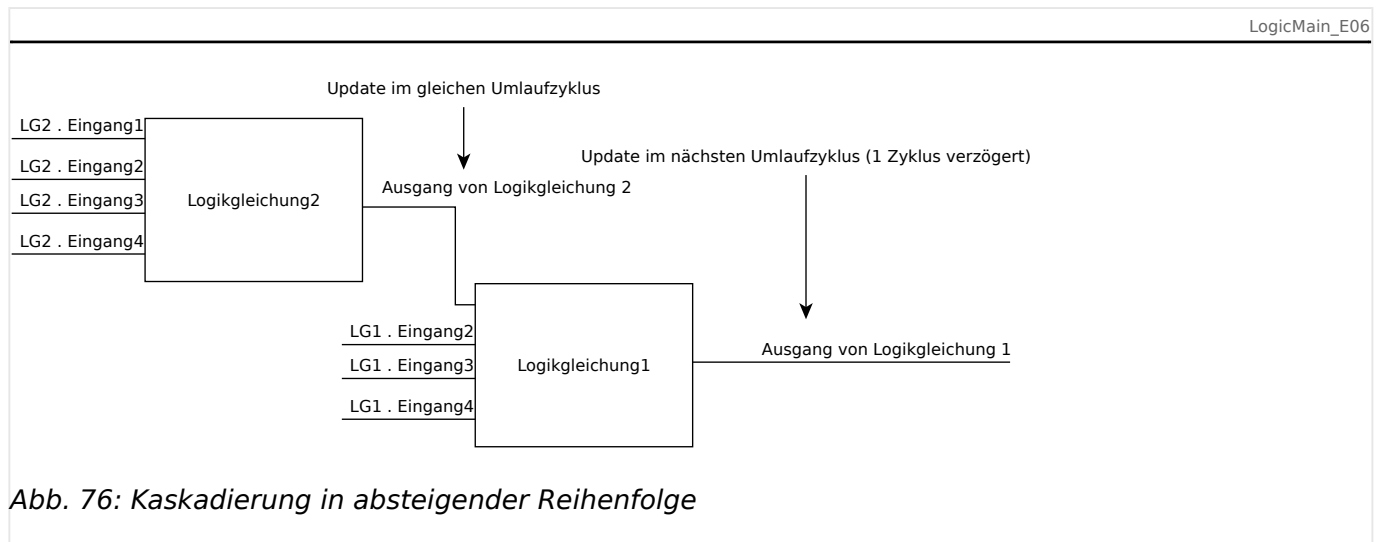 LogicMain_E06
Update im gleichen Umlaufzyklus
LG2 . Eingang1
Update im nächsten Umlaufzyklus (1 Zyklus verzögert)
LG2 . Eingang2
Ausgang von Logikgleichung 2
LG2 . Eingang3
Logikgleichung2
LG2 . Eingang4
LG1 . Eingang2
Ausgang von Logikgleichung 1
LG1 . Eingang3
Logikgleichung1
LG1 . Eingang4
Abb. 76: Kaskadierung in absteigender Reihenfolge